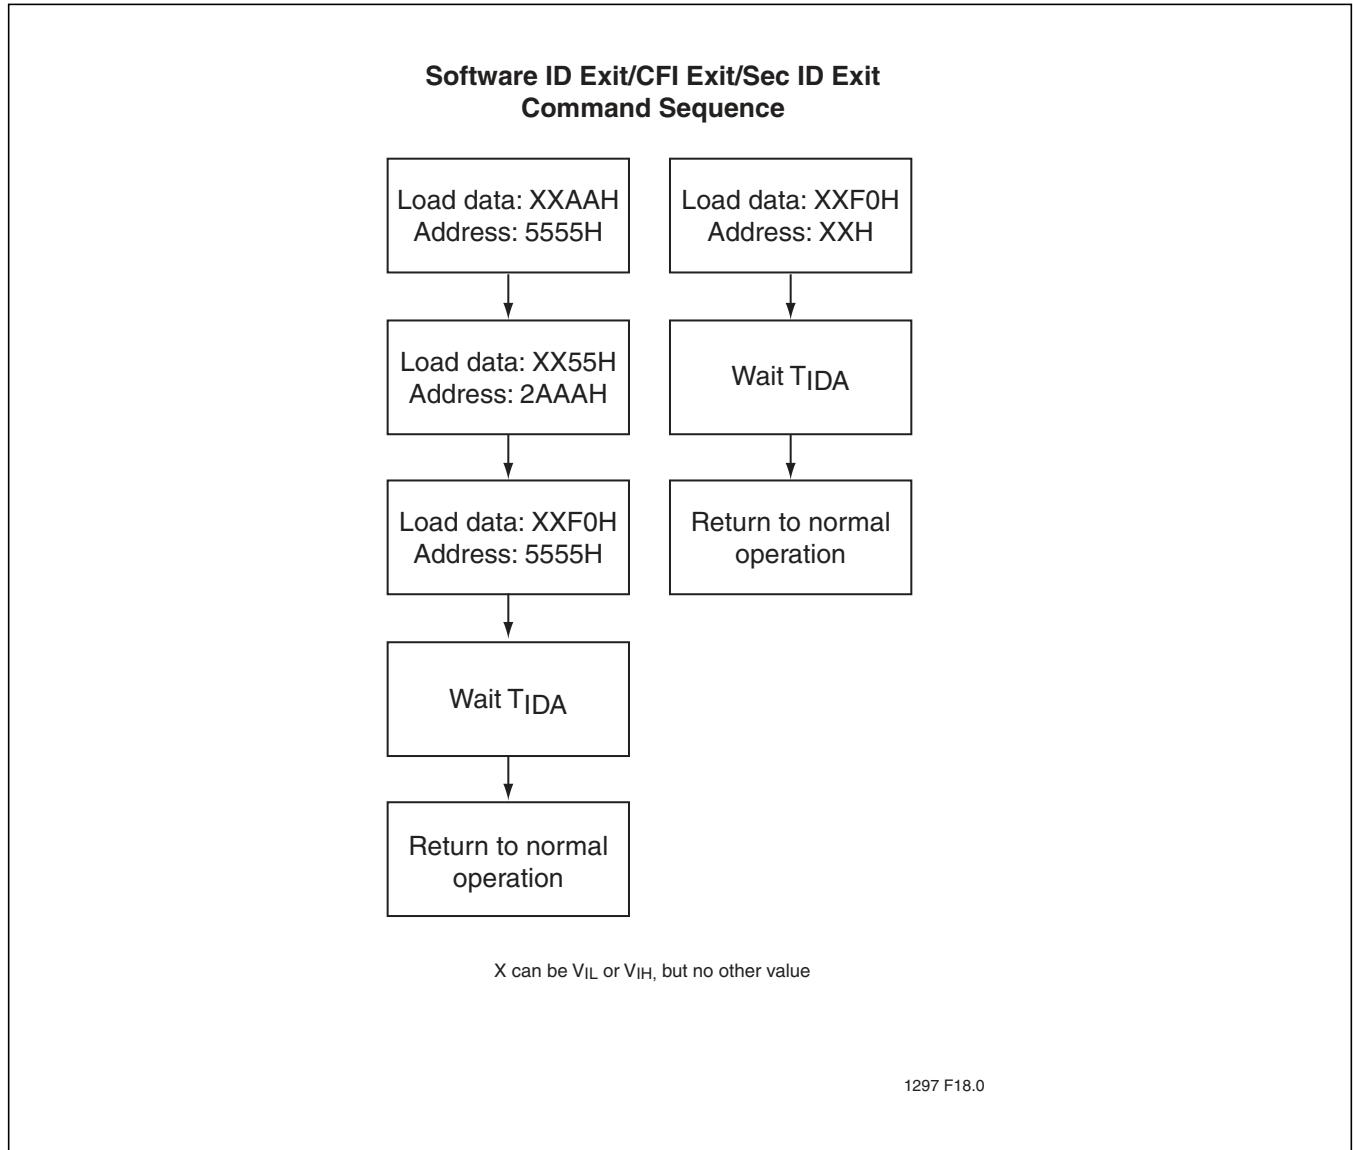 Software ID Exit/CFI Exit/Sec ID Exit
Command Sequence
Load data: XXAAH
Address: 5555H
Load data: XX55H
Address: 2AAAH
Load data: XXF0H
Address: 5555H
Wait TIDA
Return to normal
operation
Load data: XXF0H
Address: XXH
Wait TIDA
Return to normal
operation
X can be VIL or VIH, but no other value
1297 F18.0